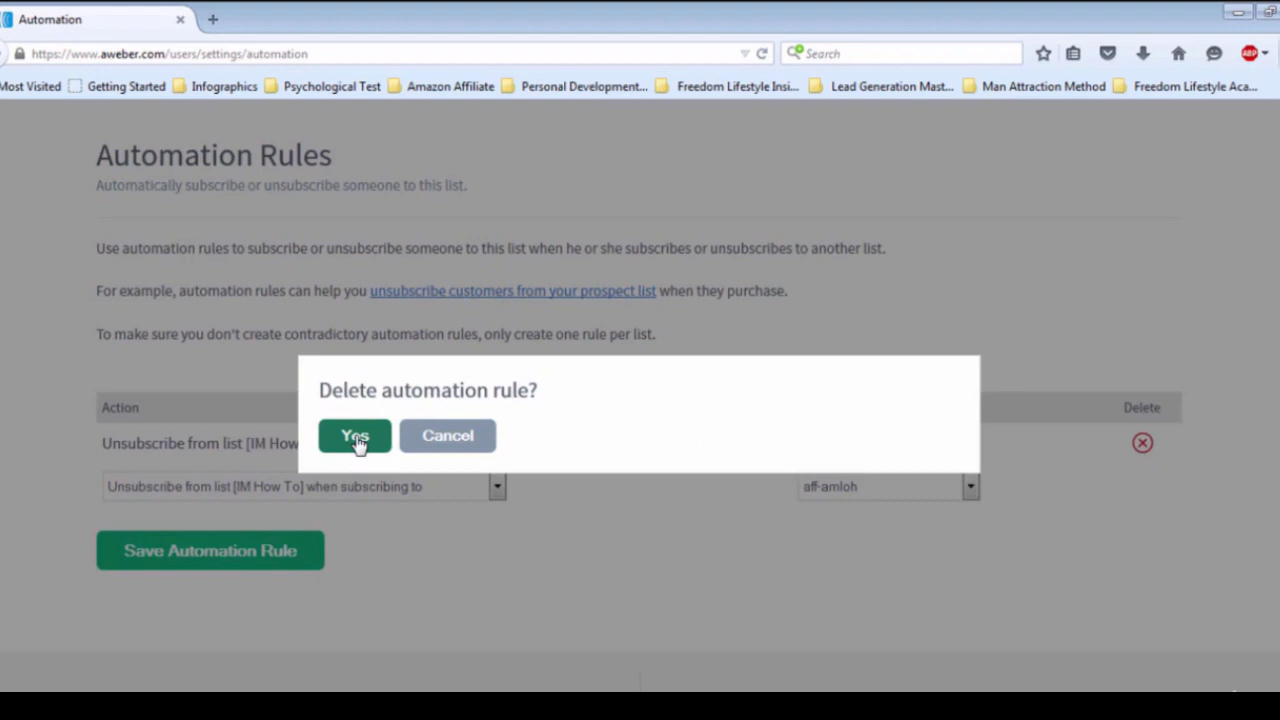 Automation
https://www.aweber.com/users/settings/automation
Search
Most Visited Getting Started Infographics Psychological Test Amazon Affiliate Personal Development... Freedom Lifestyle Insi... Lead Generation Mast... Man Attraction Method Freedom Lifestyle Aca...
ABP
Automation Rules
Automatically subscribe or unsubscribe someone to this list.
Use automation rules to subscribe or unsubscribe someone to this list when he or she subscribes or unsubscribes to another list.
For example, automation rules can help you unsubscribe customers from your prospect list when they purchase.
To make sure you don't create contradictory automation rules, only create one rule per list.
Delete automation rule?
Yes Cancel
Action Delete
Unsubscribe from list [IM How
Unsubscribe from list [IM How To] when subscribing to aff-amloh
Save Automation Rule